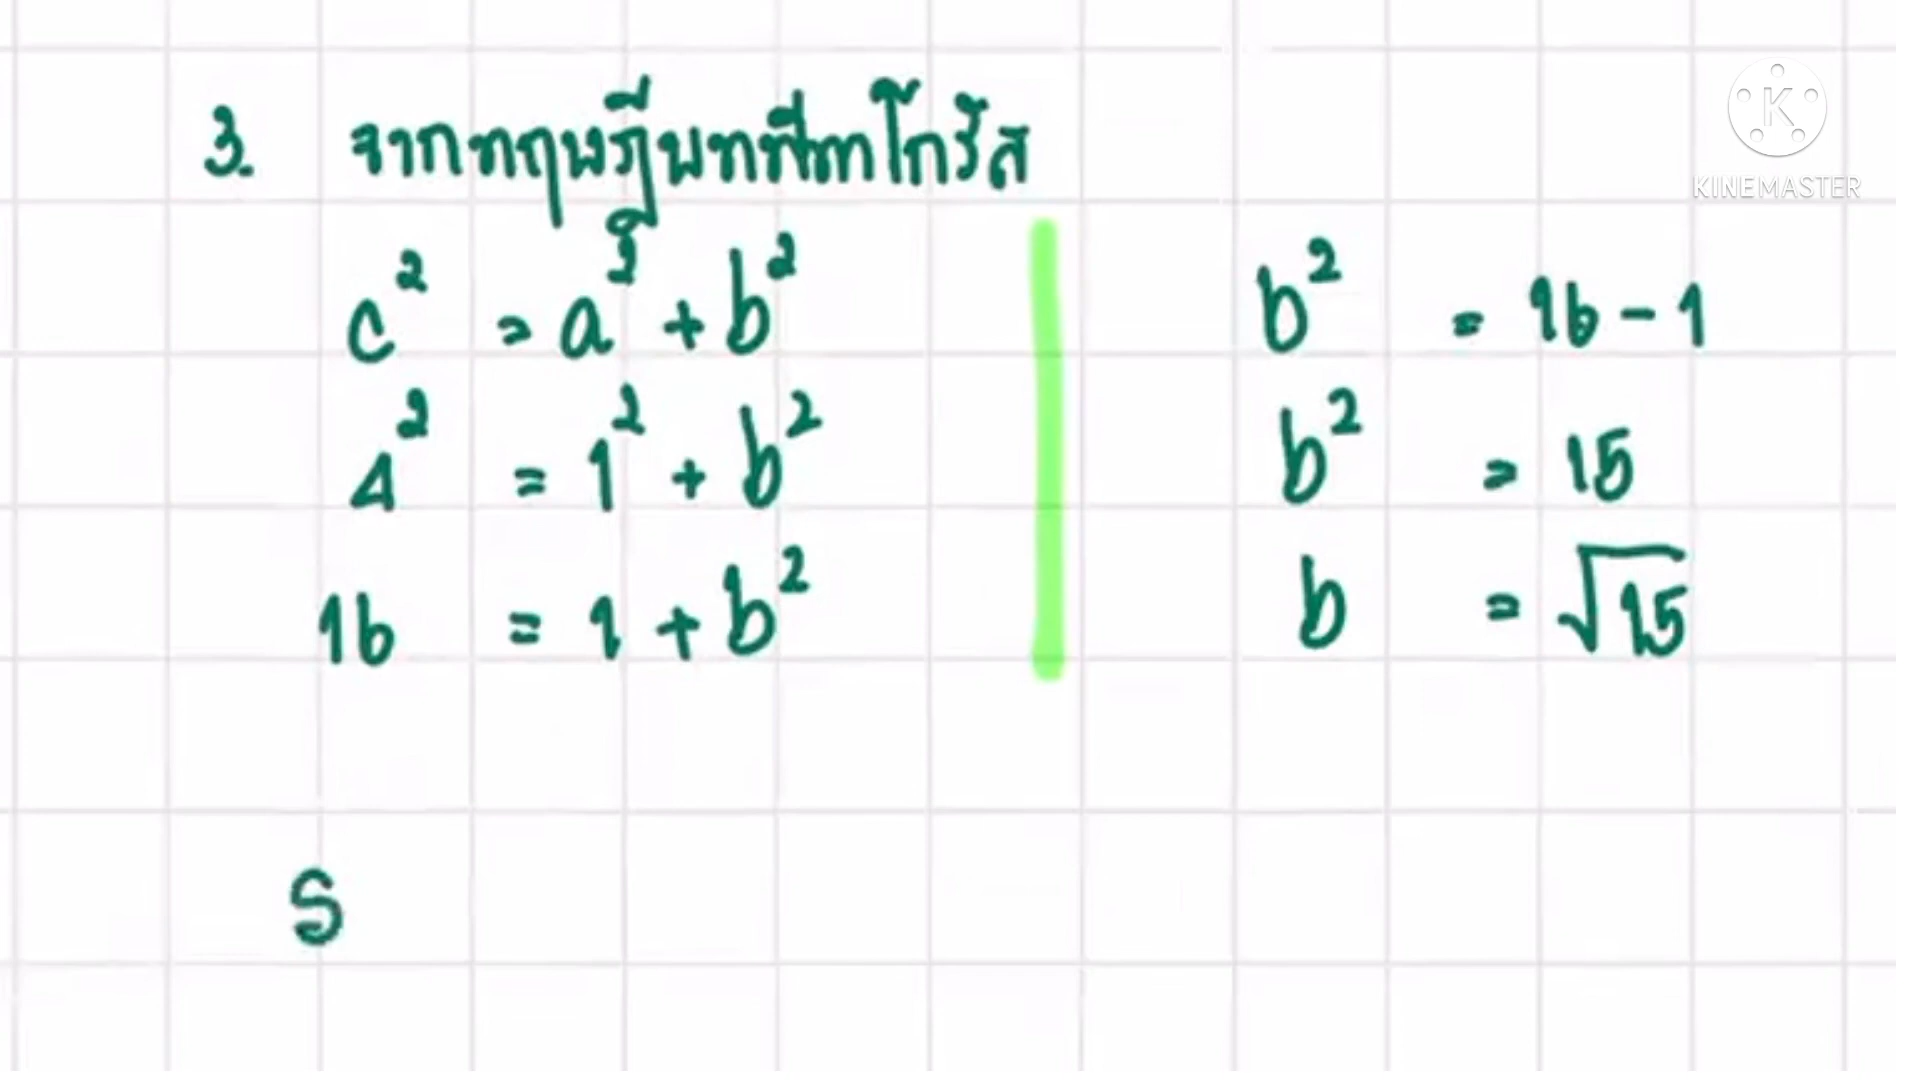 3. จากทฤษฎีบทพีทาโกรัส
c² = a² + b²
4² = 1² + b²
16 = 1 + b²
b² = 16 - 1
b² = 15
b = √15
S
KINEMASTER